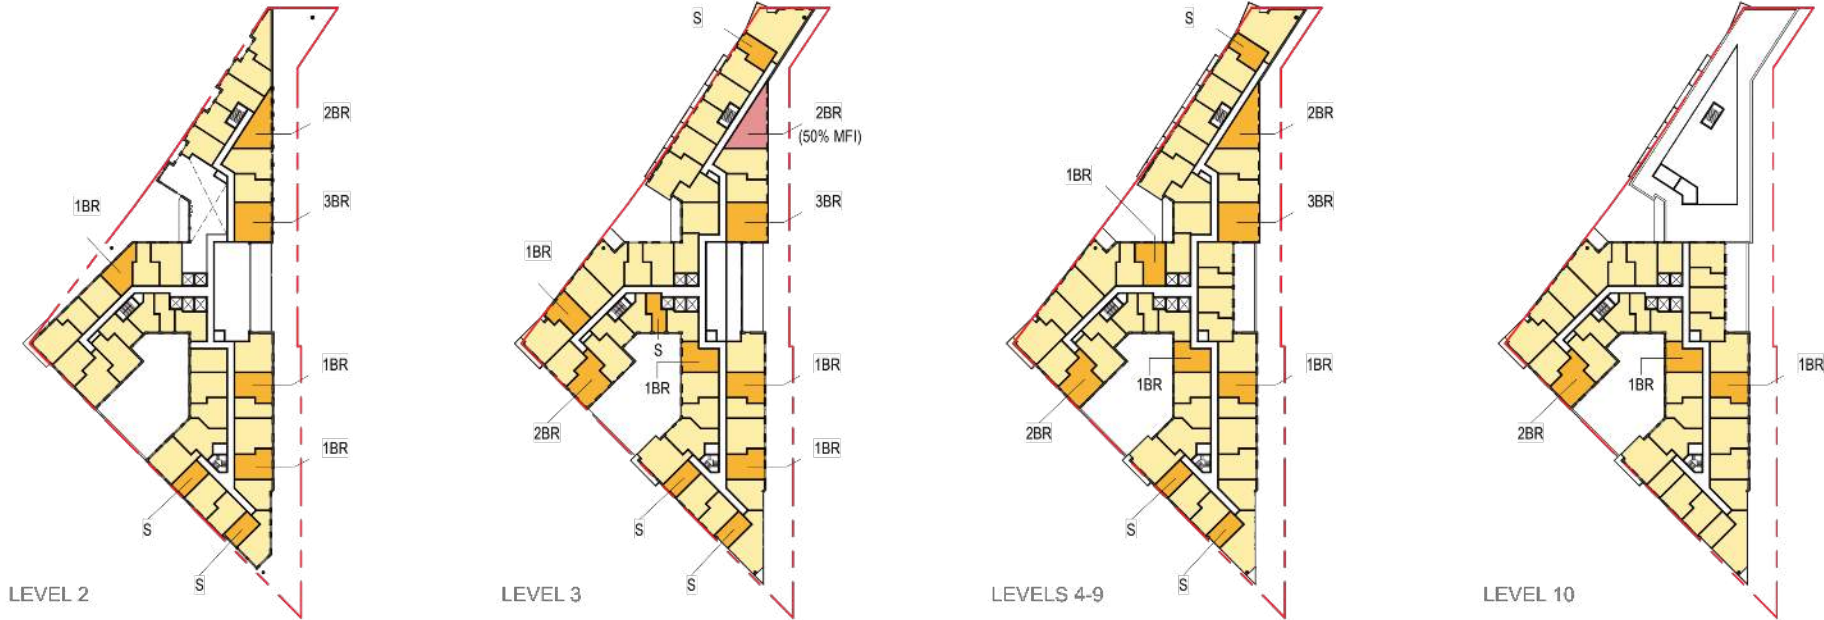 2BR
3BR
1BR
1BR
1BR
S
S
LEVEL 2
S
2BR
(50% MFI)
3BR
1BR
S
1BR
1BR
2BR
1BR
S
S
LEVEL 3
S
2BR
1BR
3BR
1BR
1BR
2BR
S
S
LEVELS 4-9
1BR
1BR
2BR
LEVEL 10